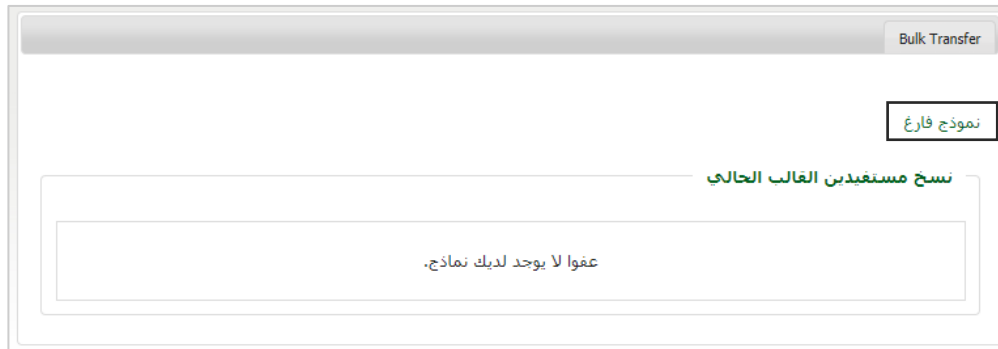 Bulk Transfer
نموذج فارغ
نسخ مستفيدين القالب الحالي
عفوا لا يوجد لديك نماذج.